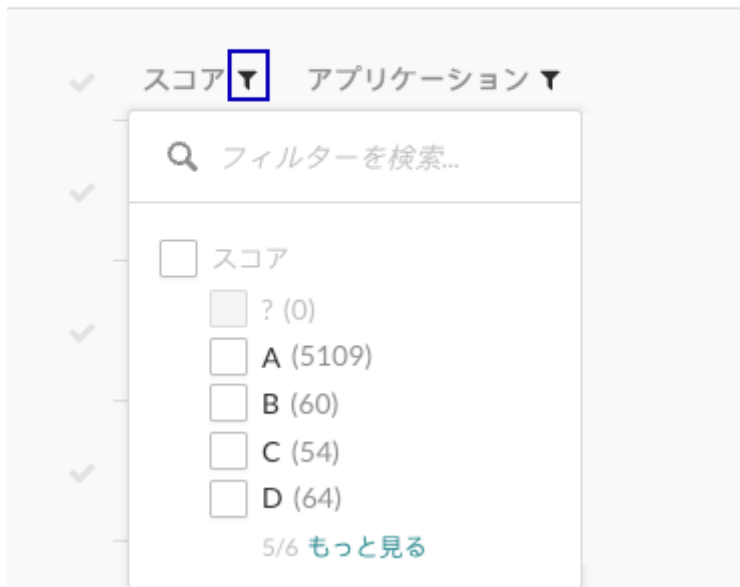 スコア アプリケーション
フィルターを検索...
スコア
? (0)
A (5109)
B (60)
C (54)
D (64)
5/6 もっと見る